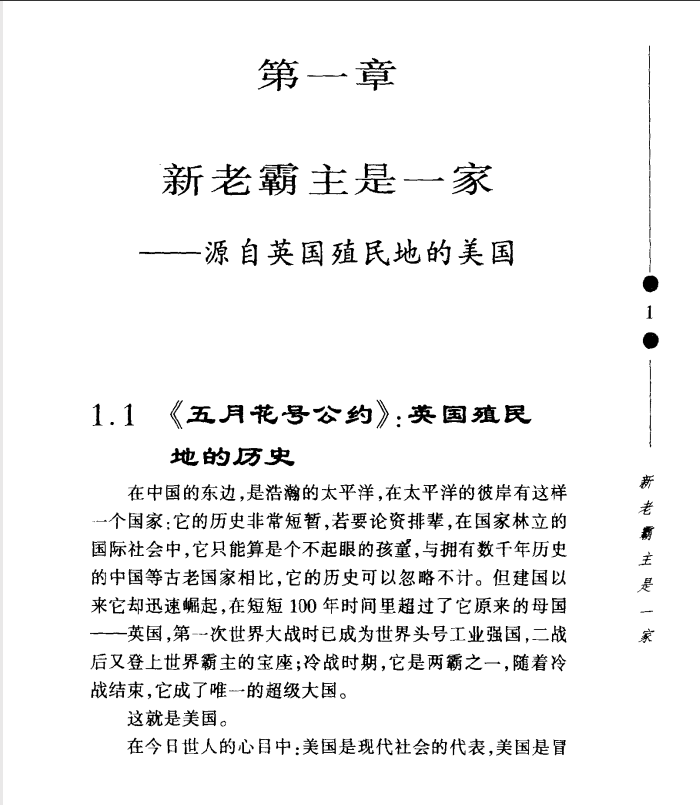 第一章
新老霸主是一家
——源自英国殖民地的美国
1.1 《五月花号公约》:英国殖民
地的历史
在中国的东边,是浩瀚的太平洋,在太平洋的彼岸有这样
一个国家:它的历史非常短暂,若要论资排辈,在国家林立的
国际社会中,它只能算是个不起眼的孩童,与拥有数千年历史
的中国等古老国家相比,它的历史可以忽略不计。但建国以
来它却迅速崛起,在短短 100 年时间里超过了它原来的母国
——英国,第一次世界大战时已成为世界头号工业强国,二战
后又登上世界霸主的宝座;冷战时期,它是两霸之一,随着冷
战结束,它成了唯一的超级大国。
这就是美国。
在今日世人的心目中:美国是现代社会的代表,美国是冒
1
新老霸主是一家